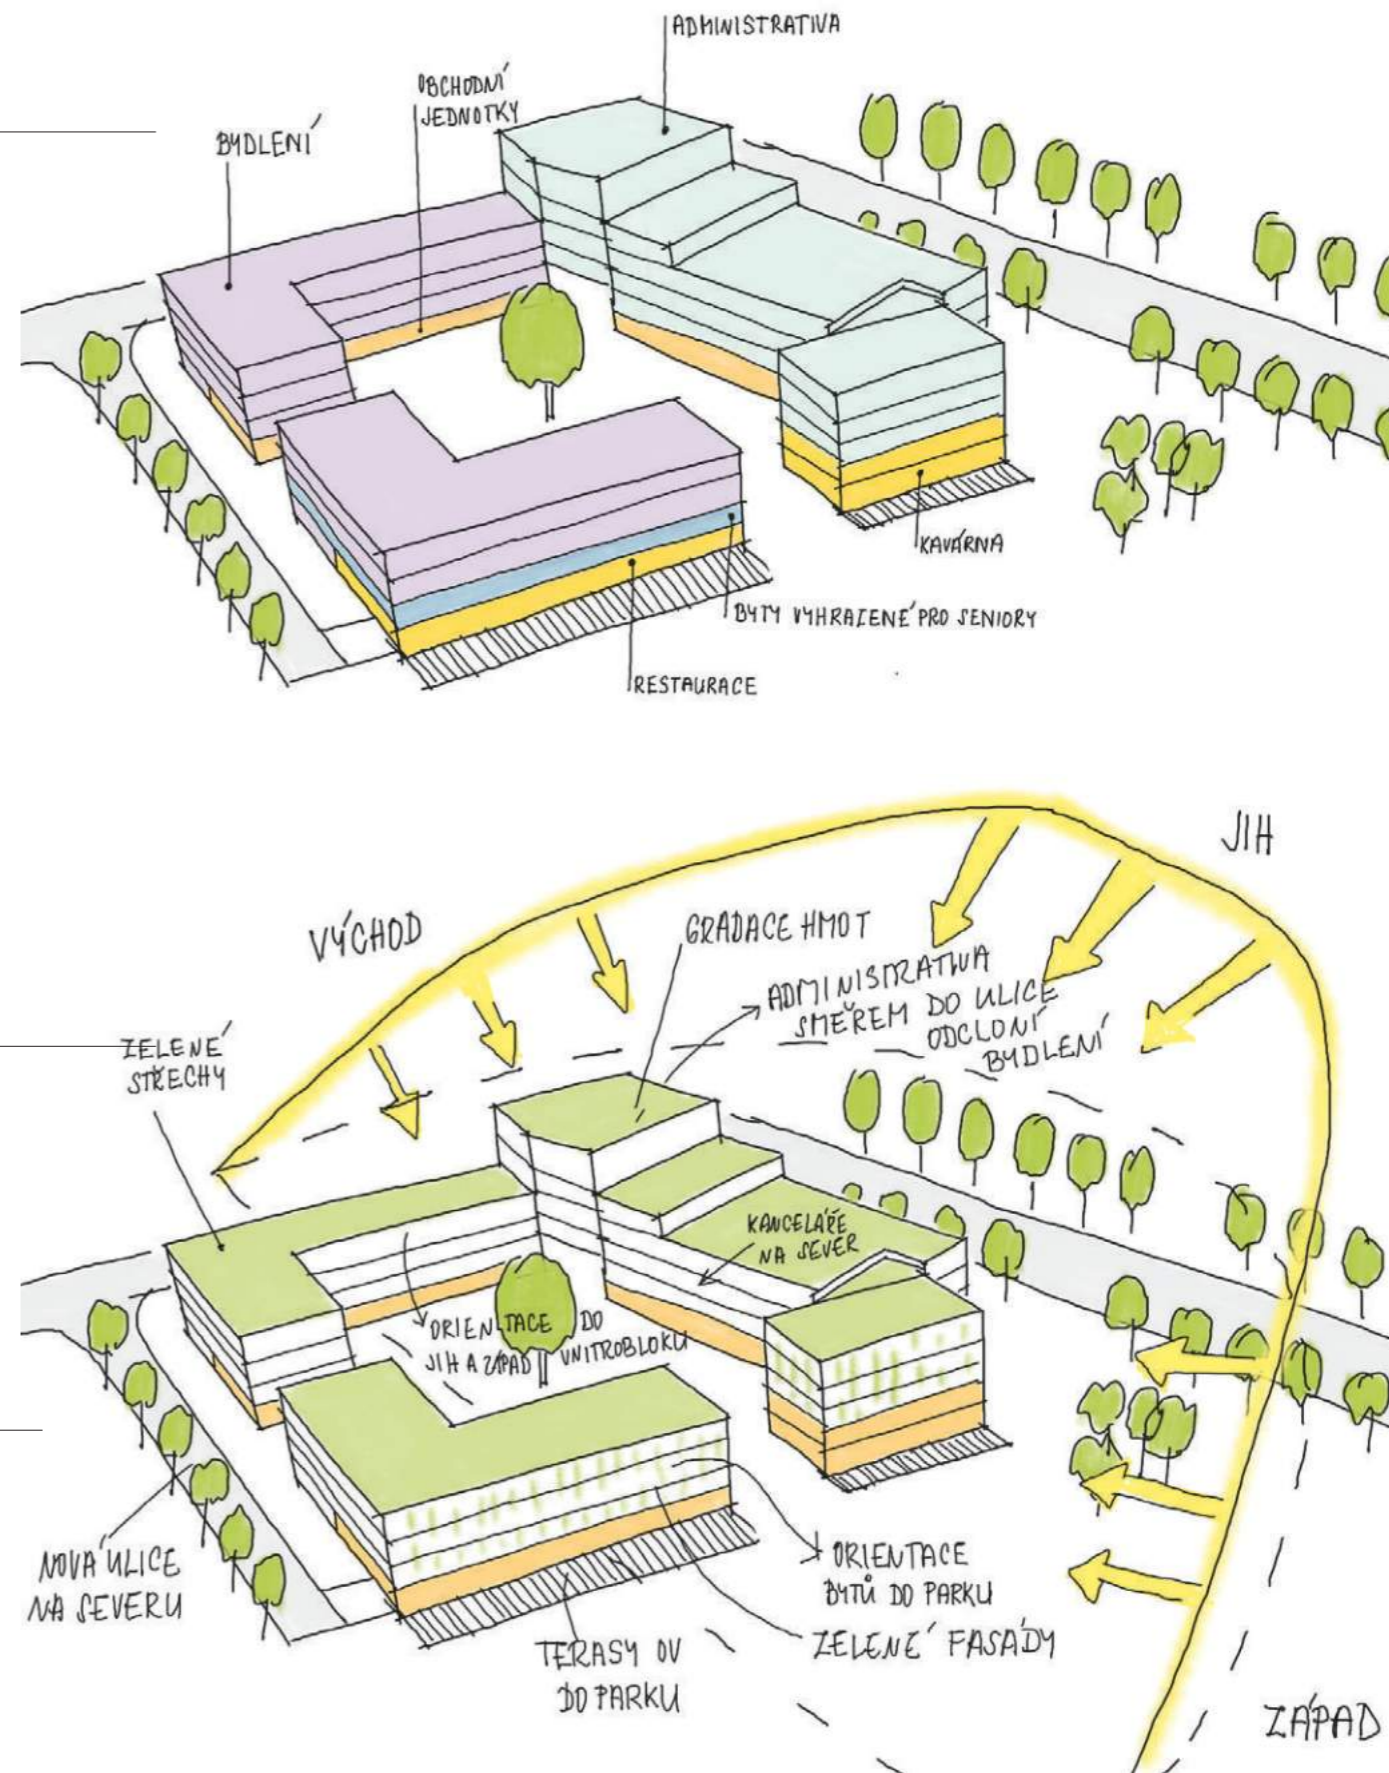 ADMINISTRATIVA
OBCHODNÍ
JEDNOTKY
BYDLENÍ
KAVÁRNA
BYTY VYHRAZENÉ PRO SENIORY
RESTAURACE
JIH
VÝCHOD
GRADACE HMOT
ADMINISTRATIVA
SMĚREM DO ULICE
ODCLONÍ
BYDLENÍ
ZELENÉ
STŘECHY
KANCELÁŘE
NA SEVER
ORIENTACE DO
JIH A ZÁPAD VNITROBLOKU
NOVÁ ULICE
NA SEVERU
ORIENTACE
BYTŮ DO PARKU
ZELENÉ FASÁDY
TERASY OV
DO PARKU
ZÁPAD